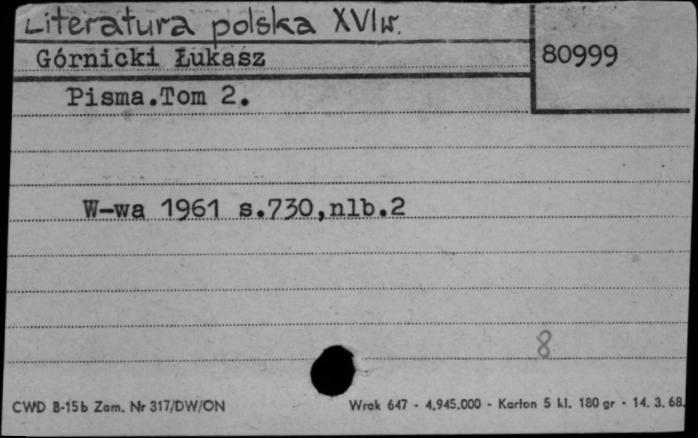 Literatura polska XVIw.
Górnicki Łukasz
80999
Pisma.Tom 2.
W-wa 1961 s.730,nlb.2
8
CWD B-15b Zam. Nr 317/DW/ON
Wrak 647 - 4.945.000 - Karton 5 kl. 180 gr - 14. 3. 68.